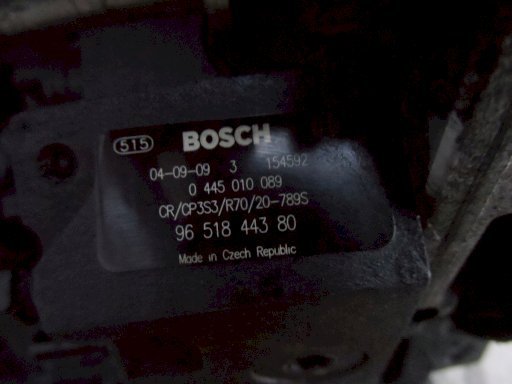 515 BOSCH
04-09-09 3 154592
0 445 010 089
CR/CP3S3/R70/20-789S
96 518 443 80
Made in Czech Republic